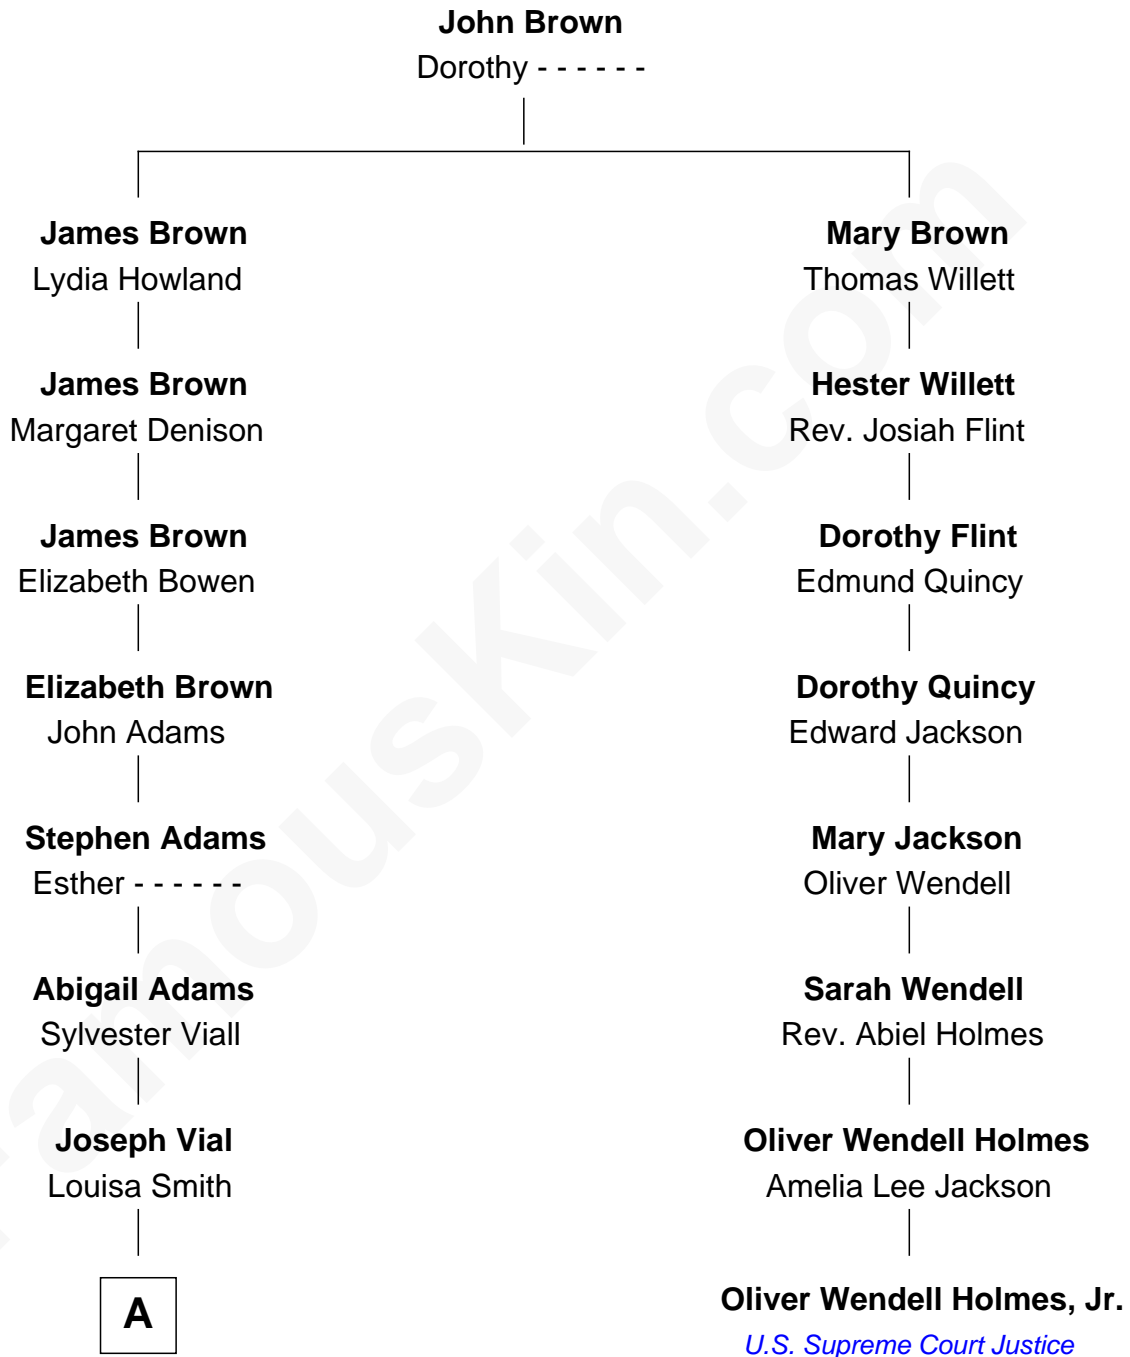 John Brown
Dorothy - - - - - -
James Brown
Lydia Howland
Mary Brown
Thomas Willett
James Brown
Margaret Denison
Hester Willett
Rev. Josiah Flint
James Brown
Elizabeth Bowen
Dorothy Flint
Edmund Quincy
Elizabeth Brown
John Adams
Dorothy Quincy
Edward Jackson
Stephen Adams
Esther - - - - - -
Mary Jackson
Oliver Wendell
Abigail Adams
Sylvester Viall
Sarah Wendell
Rev. Abiel Holmes
Joseph Vial
Louisa Smith
Oliver Wendell Holmes
Amelia Lee Jackson
A
Oliver Wendell Holmes, Jr.
U.S. Supreme Court Justice
FamousKin.com